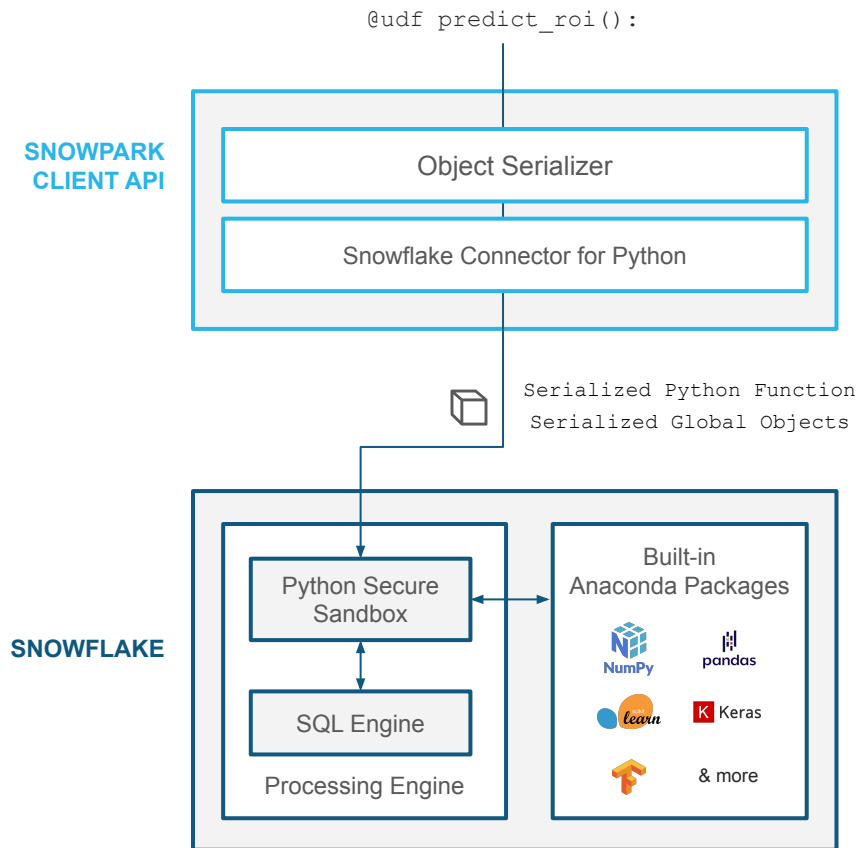 @udf predict_roi():
SNOWPARK
CLIENT API
Object Serializer
Snowflake Connector for Python
Serialized Python Function
Serialized Global Objects
SNOWFLAKE
Python Secure
Sandbox
SQL Engine
Processing Engine
Built-in
Anaconda Packages
NumPy
pandas
scikit
learn
K Keras
& more